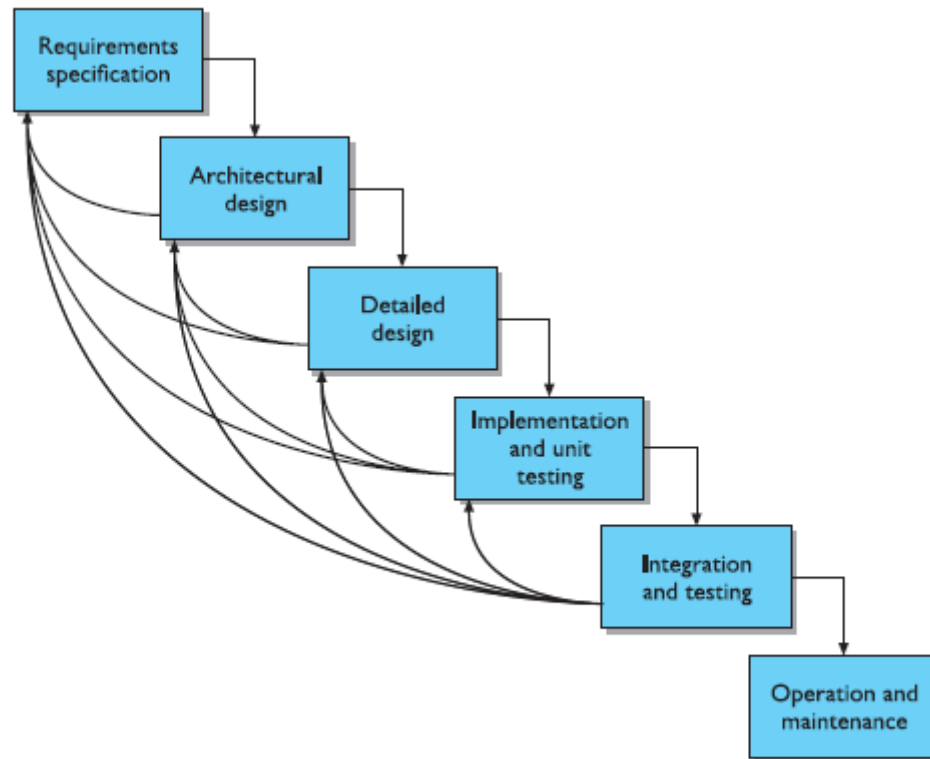 Requirements
specification
Architectural
design
Detailed
design
Implementation
and unit
testing
Integration
and testing
Operation and
maintenance